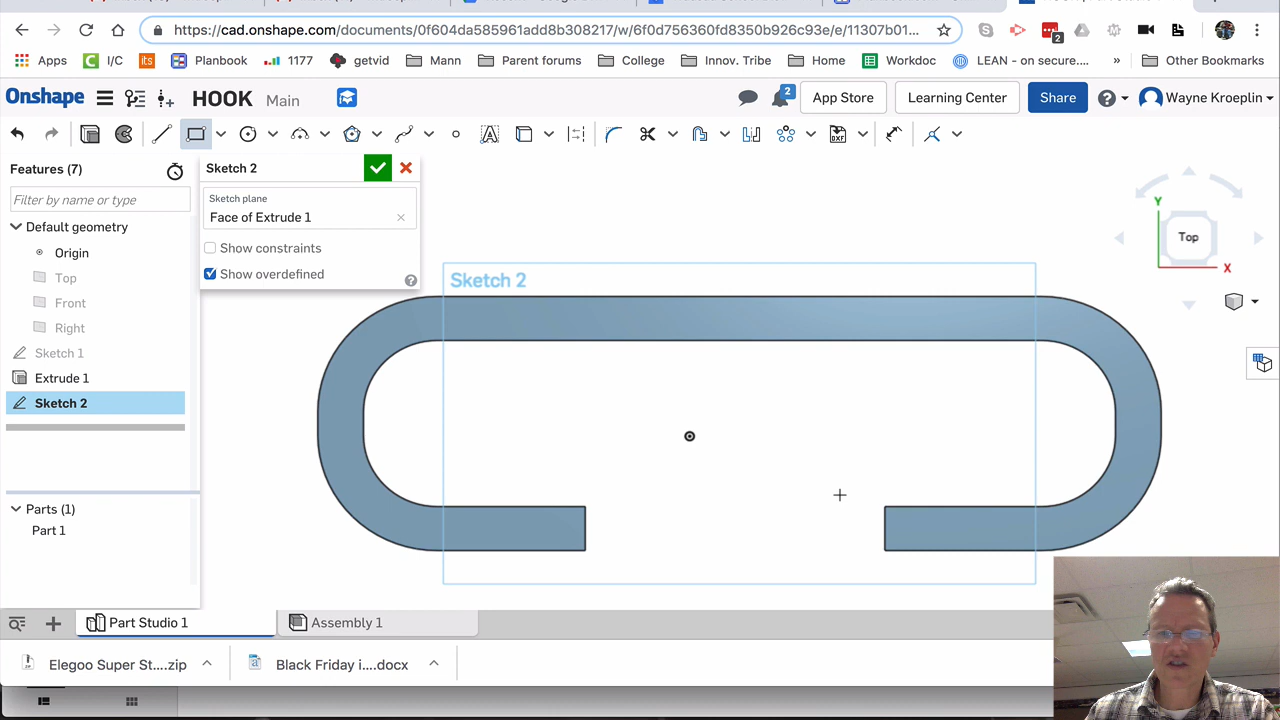 https://cad.onshape.com/documents/0f604da585961add8b308217/w/6f0d756360fd8350b926c93e/e/11307b01...
2
Apps I/C its Planbook 1177 getvid Mann Parent forums College Innov. Tribe Home Workdoc LEAN - on secure.... » Other Bookmarks
Onshape HOOK Main 2 App Store Learning Center Share Wayne Kroeplin
Features (7)
Filter by name or type
Default geometry
Origin
Top
Front
Right
Sketch 1
Extrude 1
Sketch 2
Parts (1)
Part 1
Sketch 2
Sketch plane
Face of Extrude 1
Show constraints
Show overdefined
Sketch 2
Y
Top
X
Part Studio 1 Assembly 1
Elegoo Super St....zip Black Friday i....docx